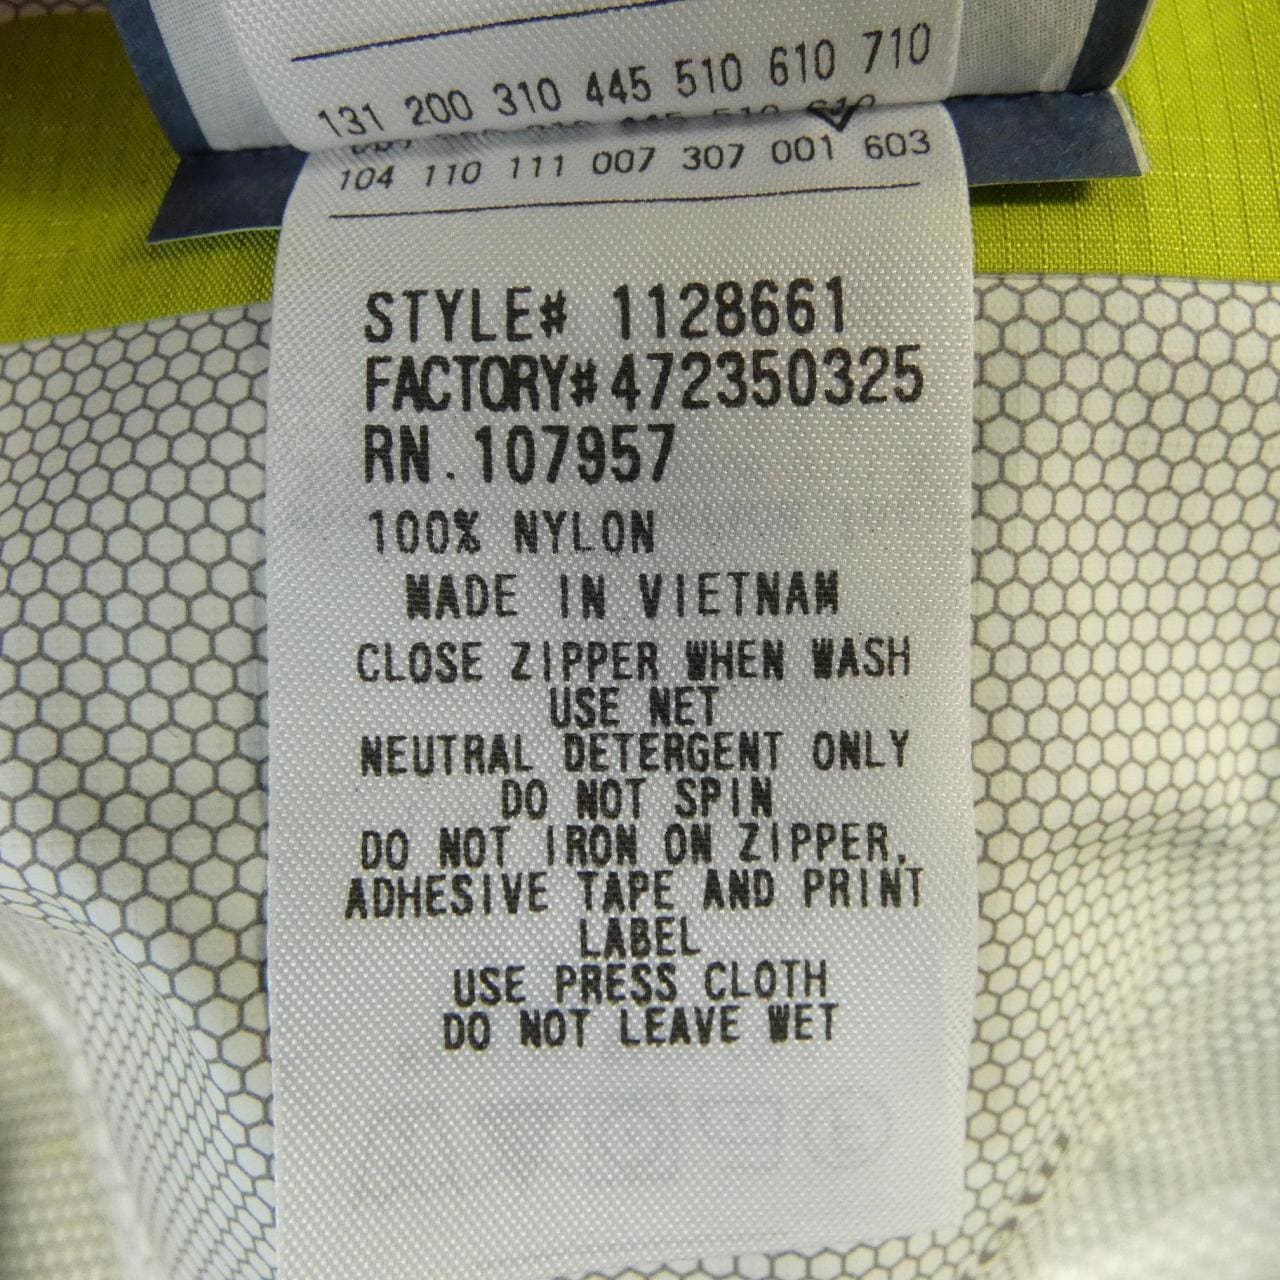 131 200 310 445 510 610 710
104 110 111 007 307 001 603
STYLE# 1128661
FACTORY#472350325
RN.107957
100% NYLON
MADE IN VIETNAM
CLOSE ZIPPER WHEN WASH
USE NET
NEUTRAL DETERGENT ONLY
DO NOT SPIN
DO NOT IRON ON ZIPPER,
ADHESIVE TAPE AND PRINT
LABEL
USE PRESS CLOTH
DO NOT LEAVE WET